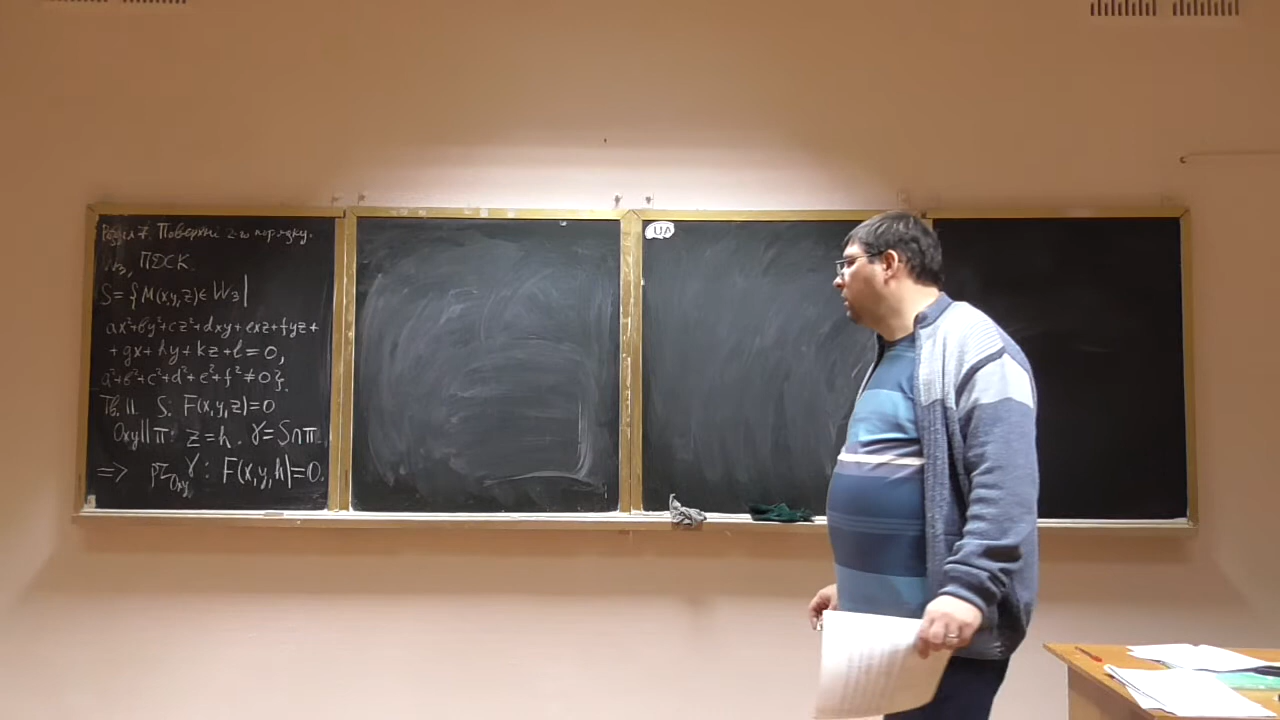 Розділ 7. Поверхні 2-го порядку.
W₃, ПДСК.
S = {M(x,y,z) ∈ W₃ |
ax²+by²+cz²+dxy+exz+fyz+
+gx+hy+kz+l=0,
a²+b²+c²+d²+e²+f²≠0}.
Тв. 11. S: F(x,y,z)=0
Oxy || π: z=h. γ=S∩π.
=> pr_Oxy γ: F(x,y,h)=0.
UA